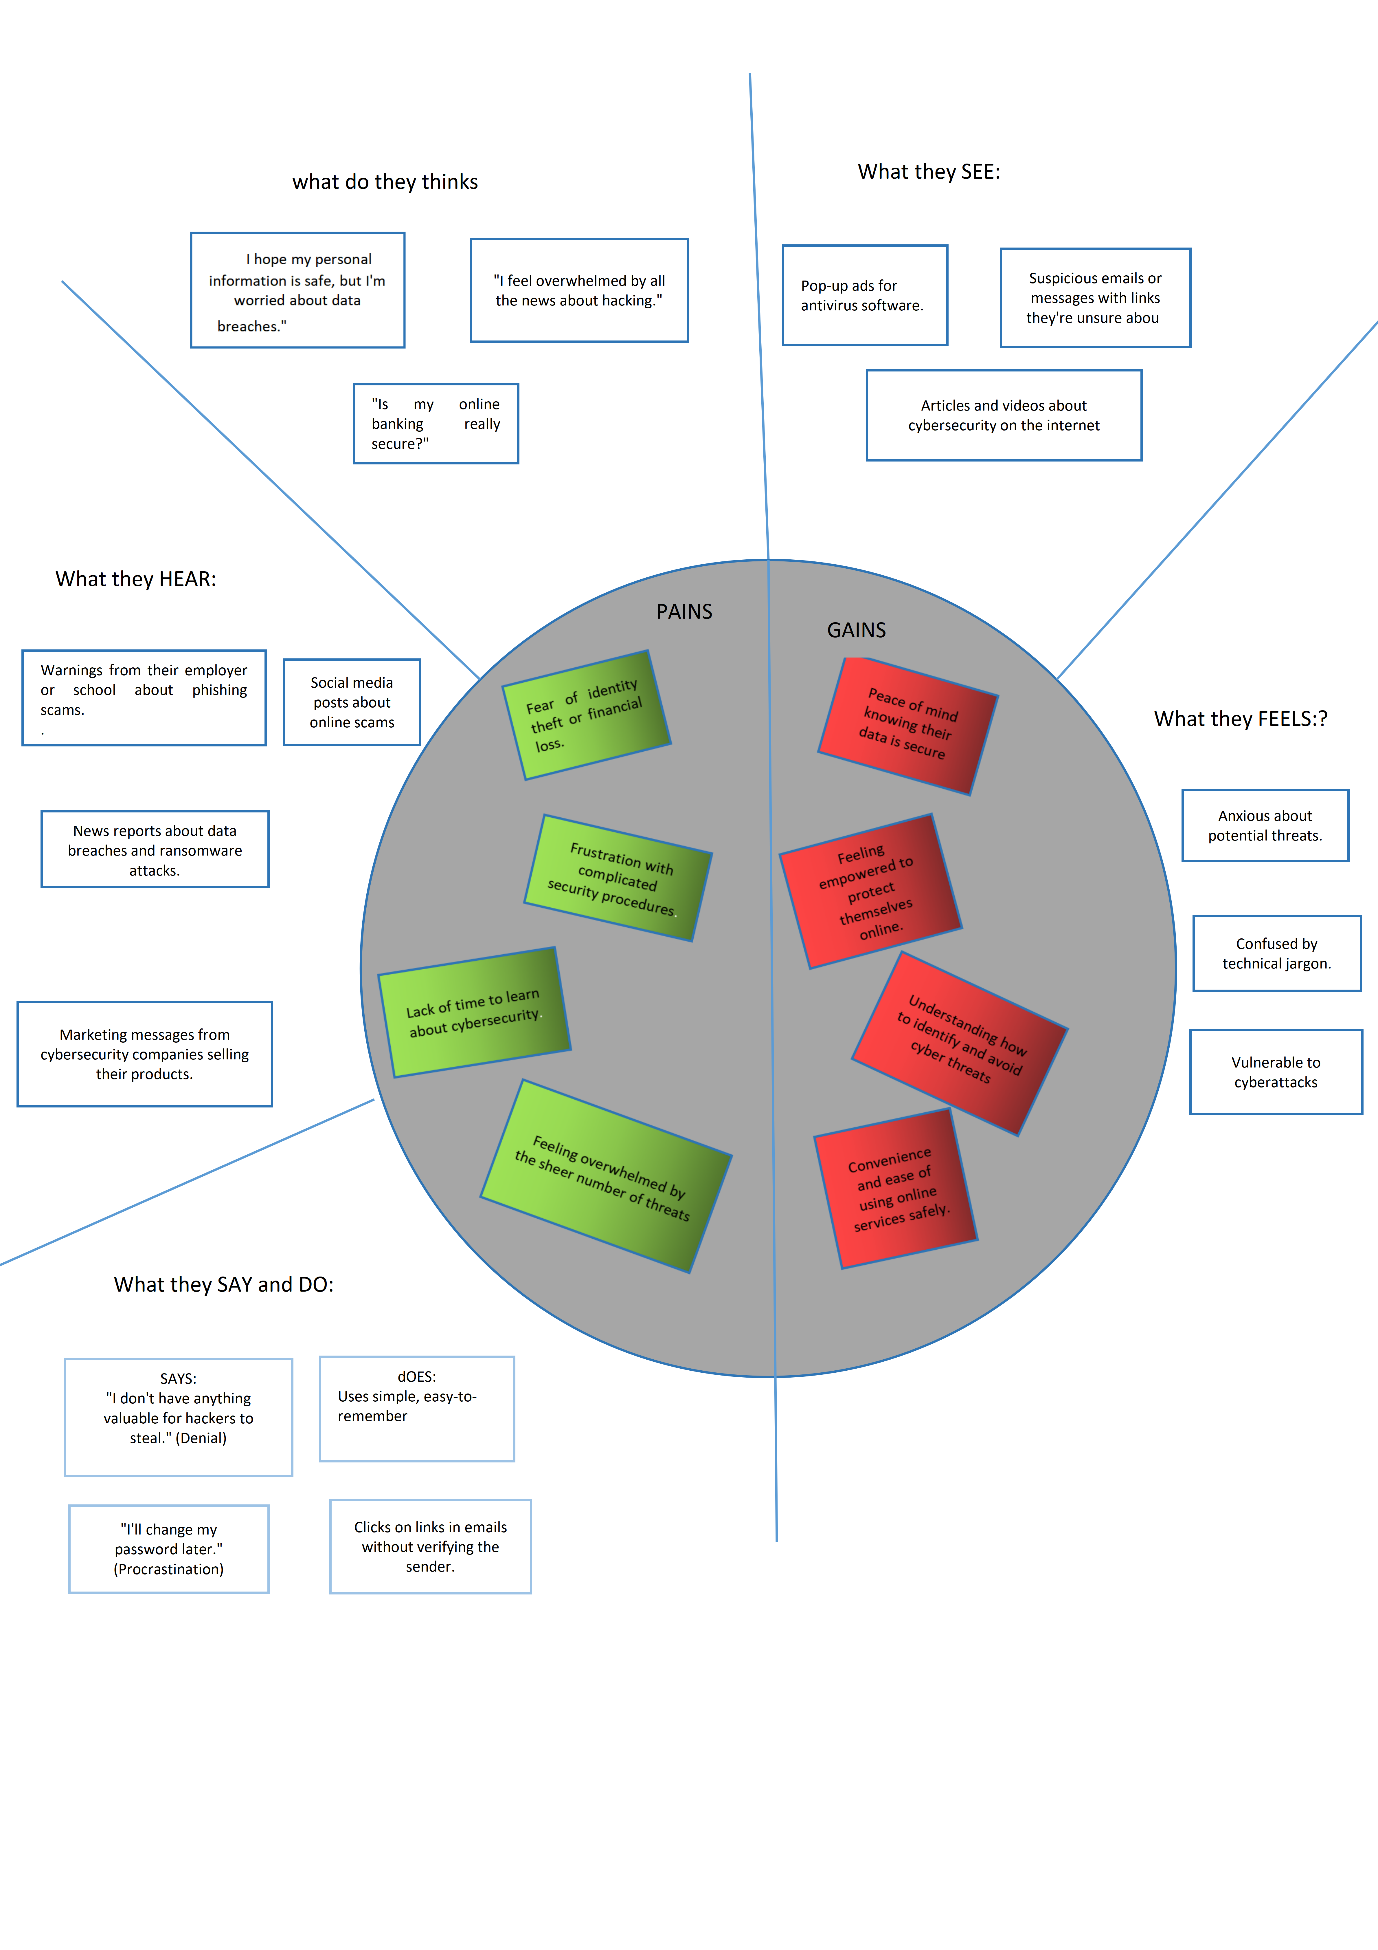 what do they thinks
I hope my personal
information is safe, but I'm
worried about data
breaches."
"I feel overwhelmed by all
the news about hacking."
"Is my online
banking really
secure?"
What they SEE:
Pop-up ads for
antivirus software.
Suspicious emails or
messages with links
they're unsure abou
Articles and videos about
cybersecurity on the internet
What they HEAR:
Warnings from their employer
or school about phishing
scams.
.
Social media
posts about
online scams
News reports about data
breaches and ransomware
attacks.
Marketing messages from
cybersecurity companies selling
their products.
PAINS
Fear of identity
theft or financial
loss.
Frustration with
complicated
security procedures.
Lack of time to learn
about cybersecurity.
Feeling overwhelmed by
the sheer number of threats
GAINS
Peace of mind
knowing their
data is secure
Feeling
empowered to
protect
themselves
online.
Understanding how
to identify and avoid
cyber threats
Convenience
and ease of
using online
services safely.
What they FEELS:?
Anxious about
potential threats.
Confused by
technical jargon.
Vulnerable to
cyberattacks
What they SAY and DO:
SAYS:
"I don't have anything
valuable for hackers to
steal." (Denial)
dOES:
Uses simple, easy-to-
remember
"I'll change my
password later."
(Procrastination)
Clicks on links in emails
without verifying the
sender.